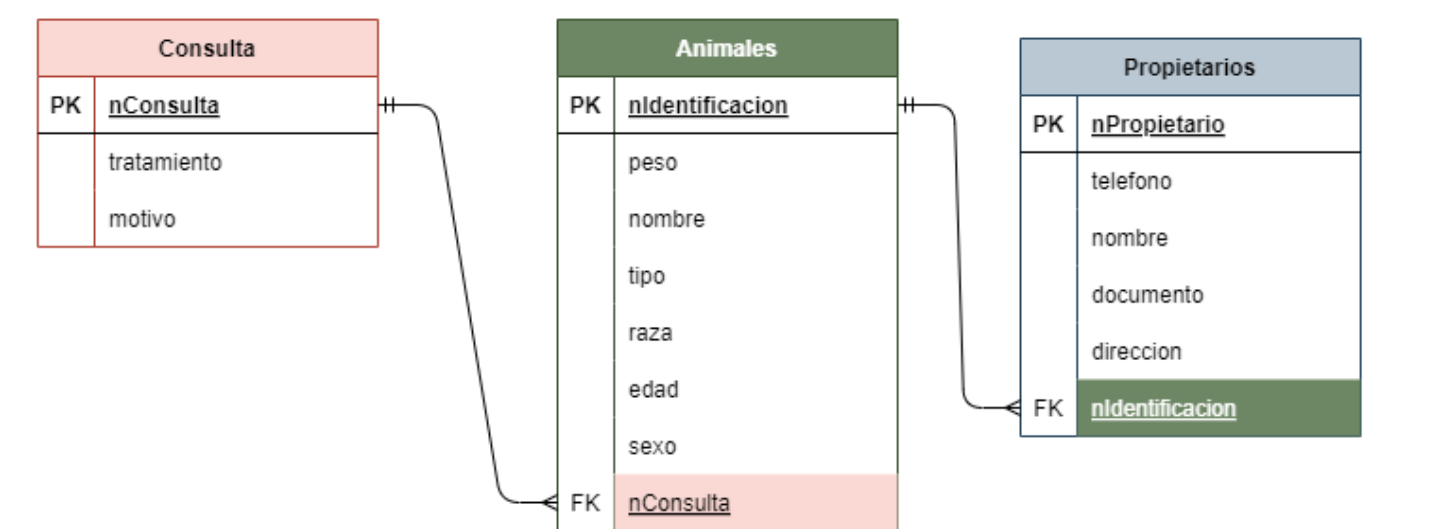 Consulta
PK nConsulta
tratamiento
motivo
Animales
PK nIdentificacion
peso
nombre
tipo
raza
edad
sexo
FK nConsulta
Propietarios
PK nPropietario
telefono
nombre
documento
direccion
FK nIdentificacion